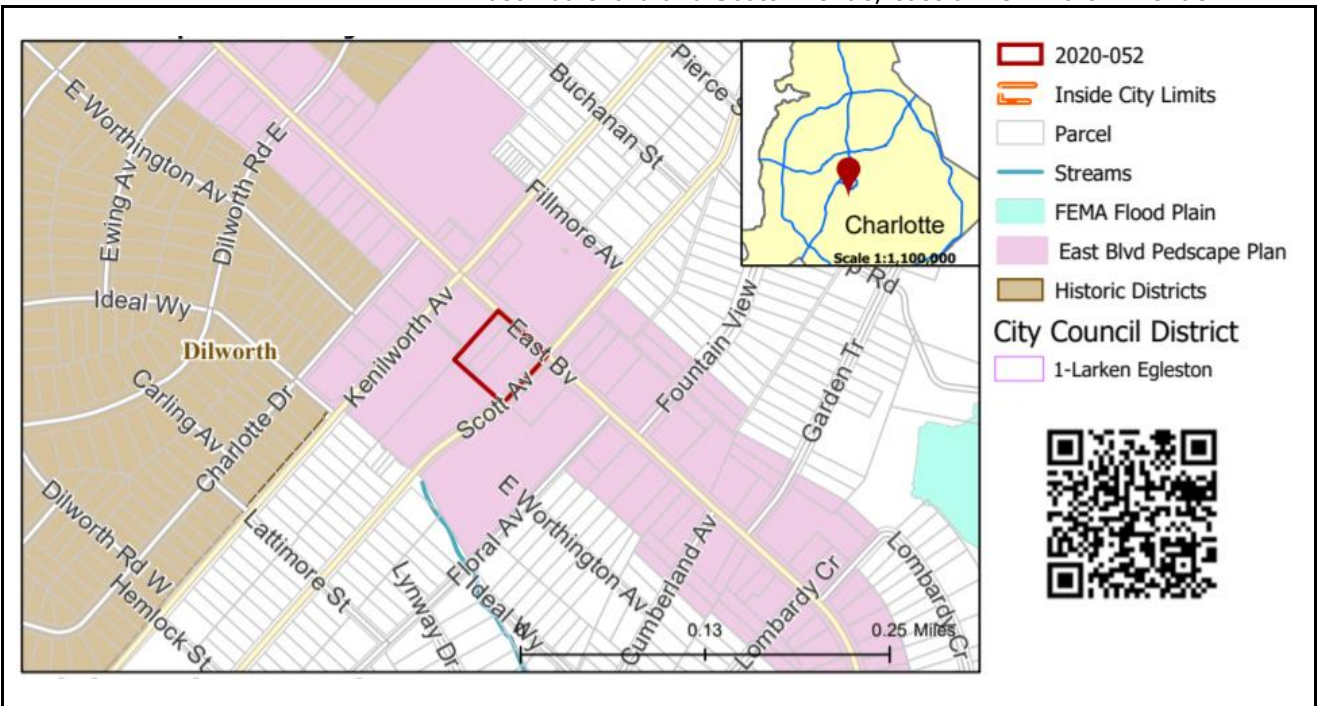 2020-052
Inside City Limits
Parcel
Streams
FEMA Flood Plain
East Blvd Pedscape Plan
Historic Districts
City Council District
1-Larken Egleston
Charlotte
Scale 1:1,100,000
Pierce S
Buchanan St
E Worthington Av
Ewing Av
Dilworth Rd E
Fillmore Av
Ideal Wy
Dilworth
Kenilworth Av
East Bv
Fountain View
p Rd
Garden Tr
Carling Av
Charlotte Dr
Scott Av
Dilworth Rd W
Hemlock St
Lattimore St
Lynway Dr
Floral Av
Ideal Wy
E Worthington Av
Cumberland Av
Lombardy Cr
Lombardy Cr
0.13
0.25 Miles